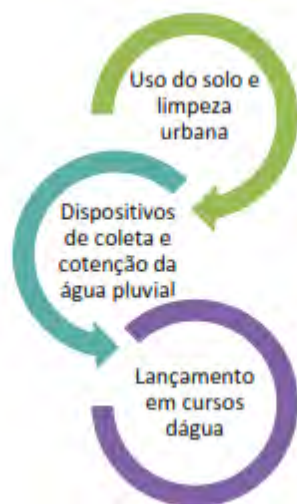 Uso do solo e
limpeza
urbana
Dispositivos
de coleta e
cotenção da
água pluvial
Lançamento
em cursos
dágua